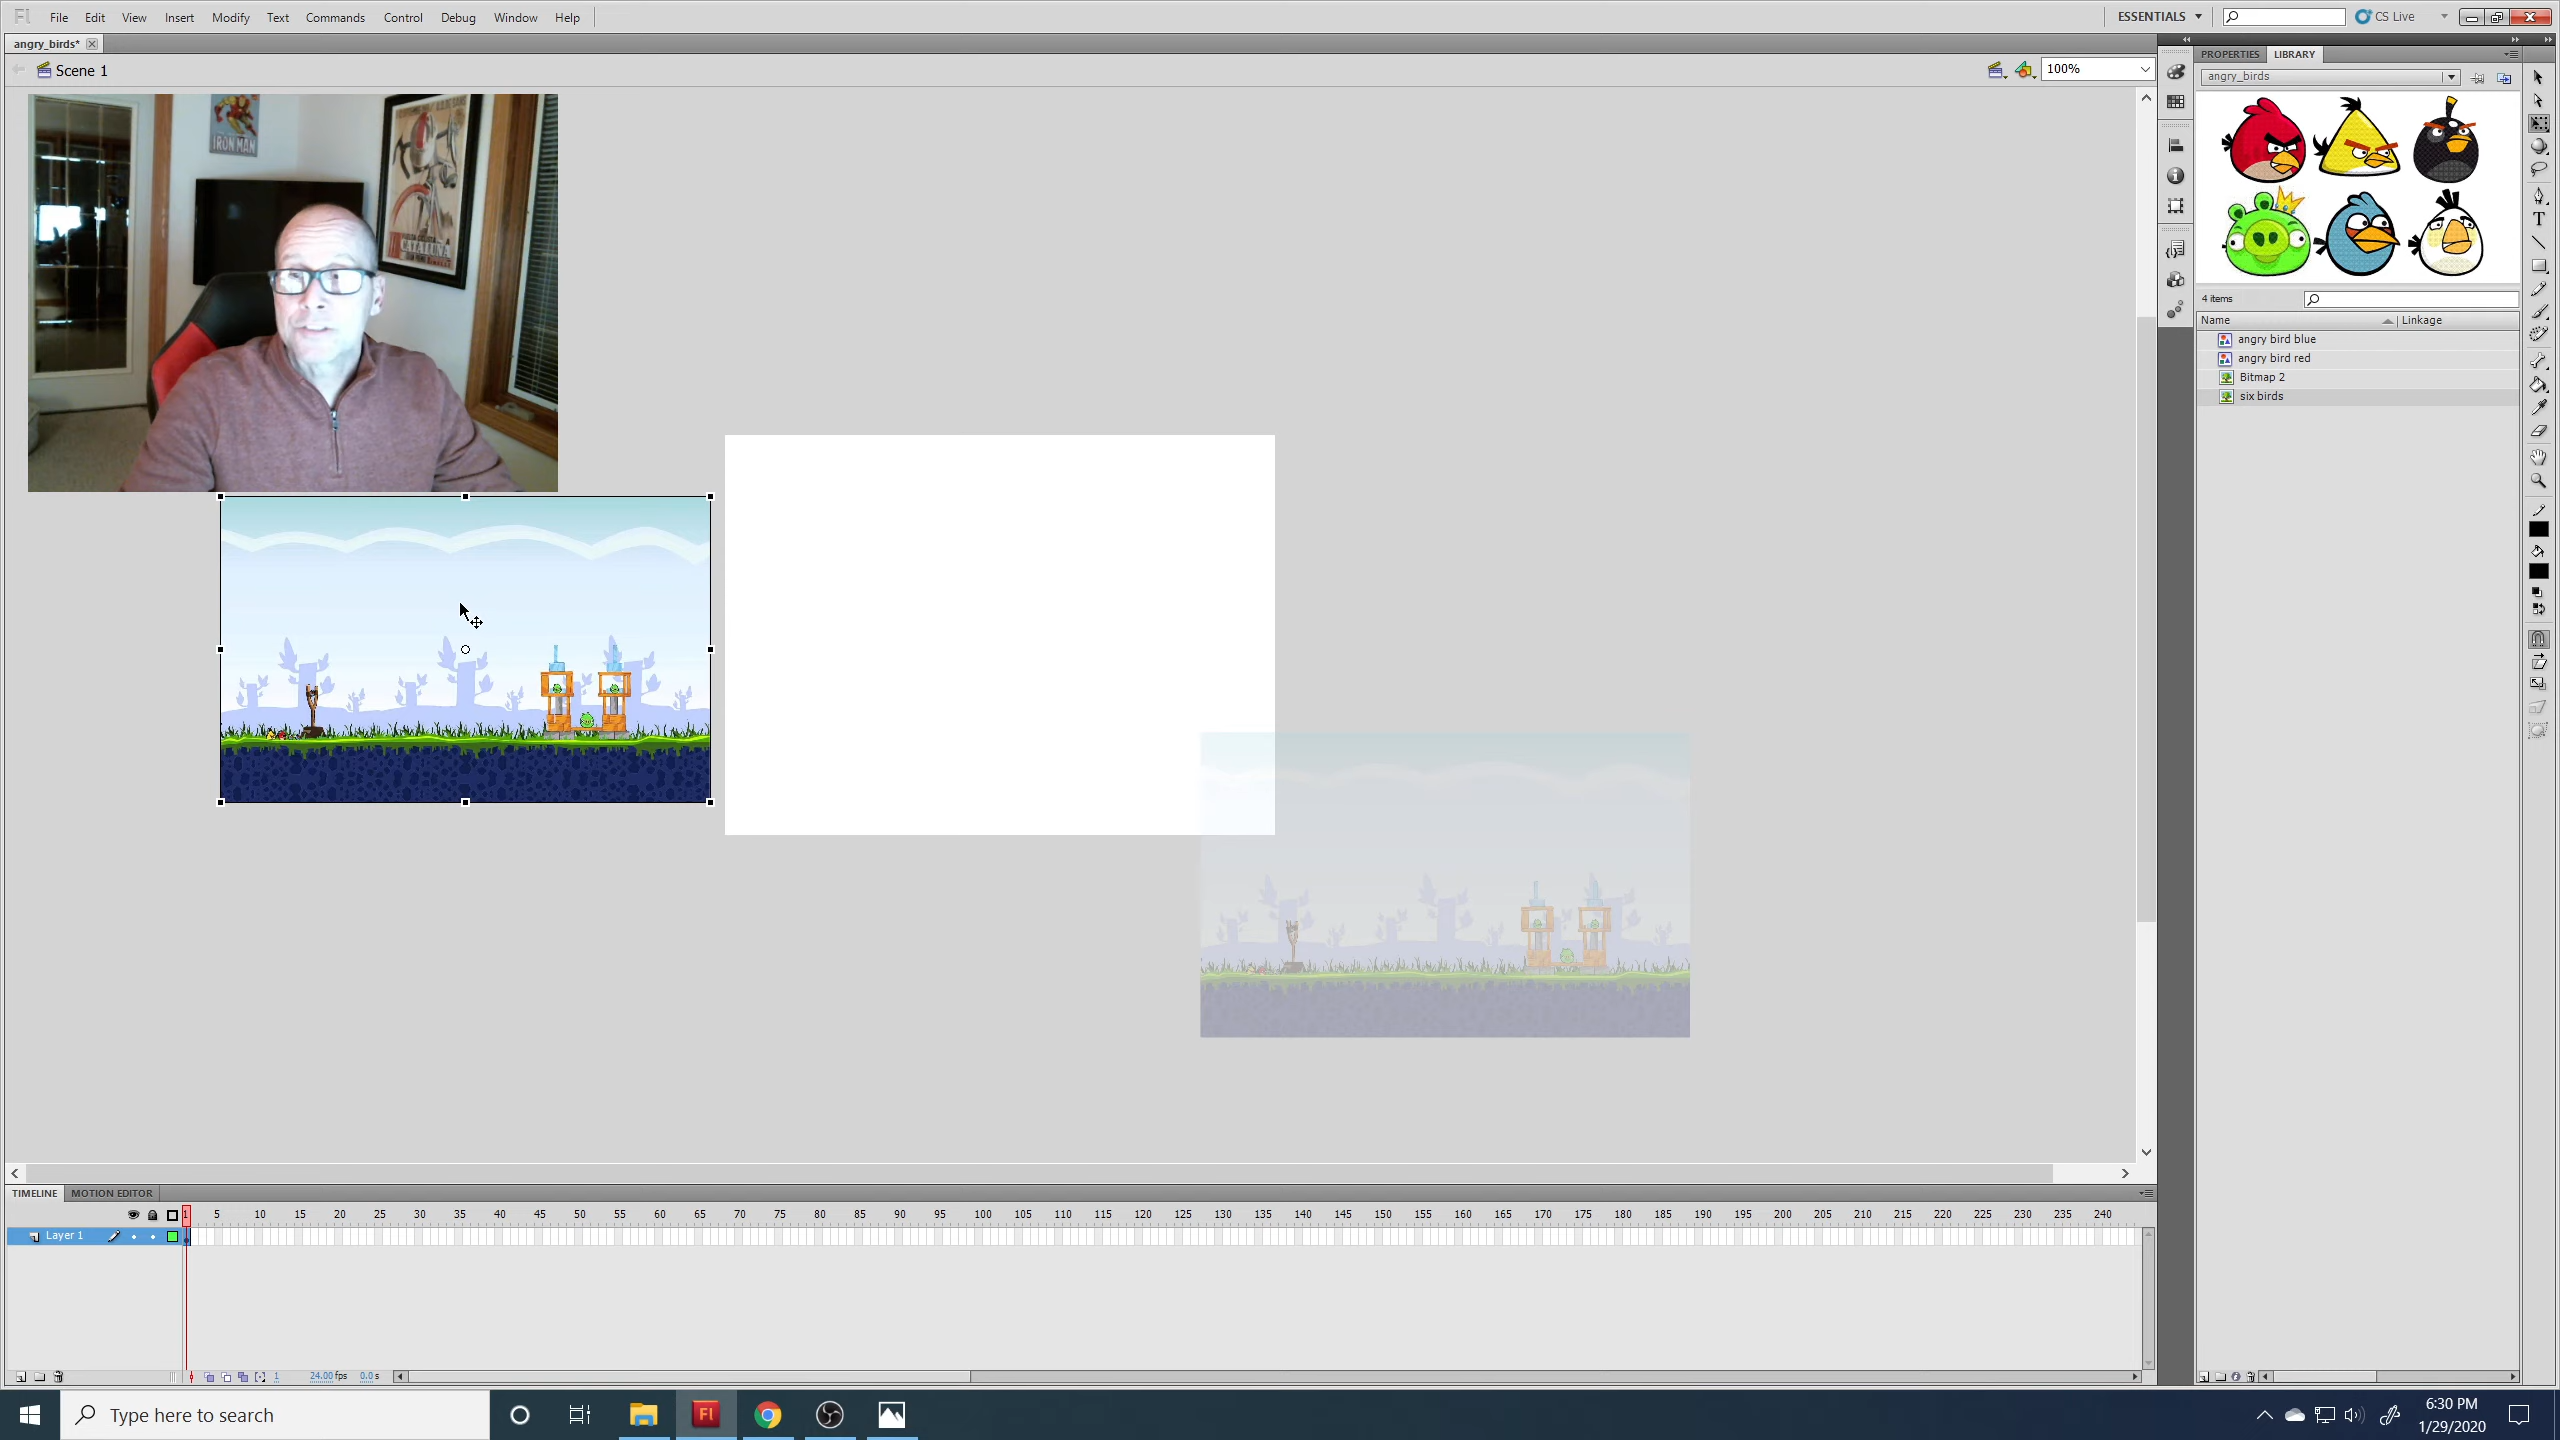 Fl File Edit View Insert Modify Text Commands Control Debug Window Help ESSENTIALS CS Live
angry_birds*
Scene 1 100%
PROPERTIES LIBRARY
angry_birds
IRON MAN
CATALUÑA
4 items
Name Linkage
angry bird blue
angry bird red
Bitmap 2
six birds
T
TIMELINE MOTION EDITOR
1 5 10 15 20 25 30 35 40 45 50 55 60 65 70 75 80 85 90 95 100 105 110 115 120 125 130 135 140 145 150 155 160 165 170 175 180 185 190 195 200 205 210 215 220 225 230 235 240
Layer 1
1 24.00 fps 0.0 s
Type here to search
Fl
6:30 PM
1/29/2020